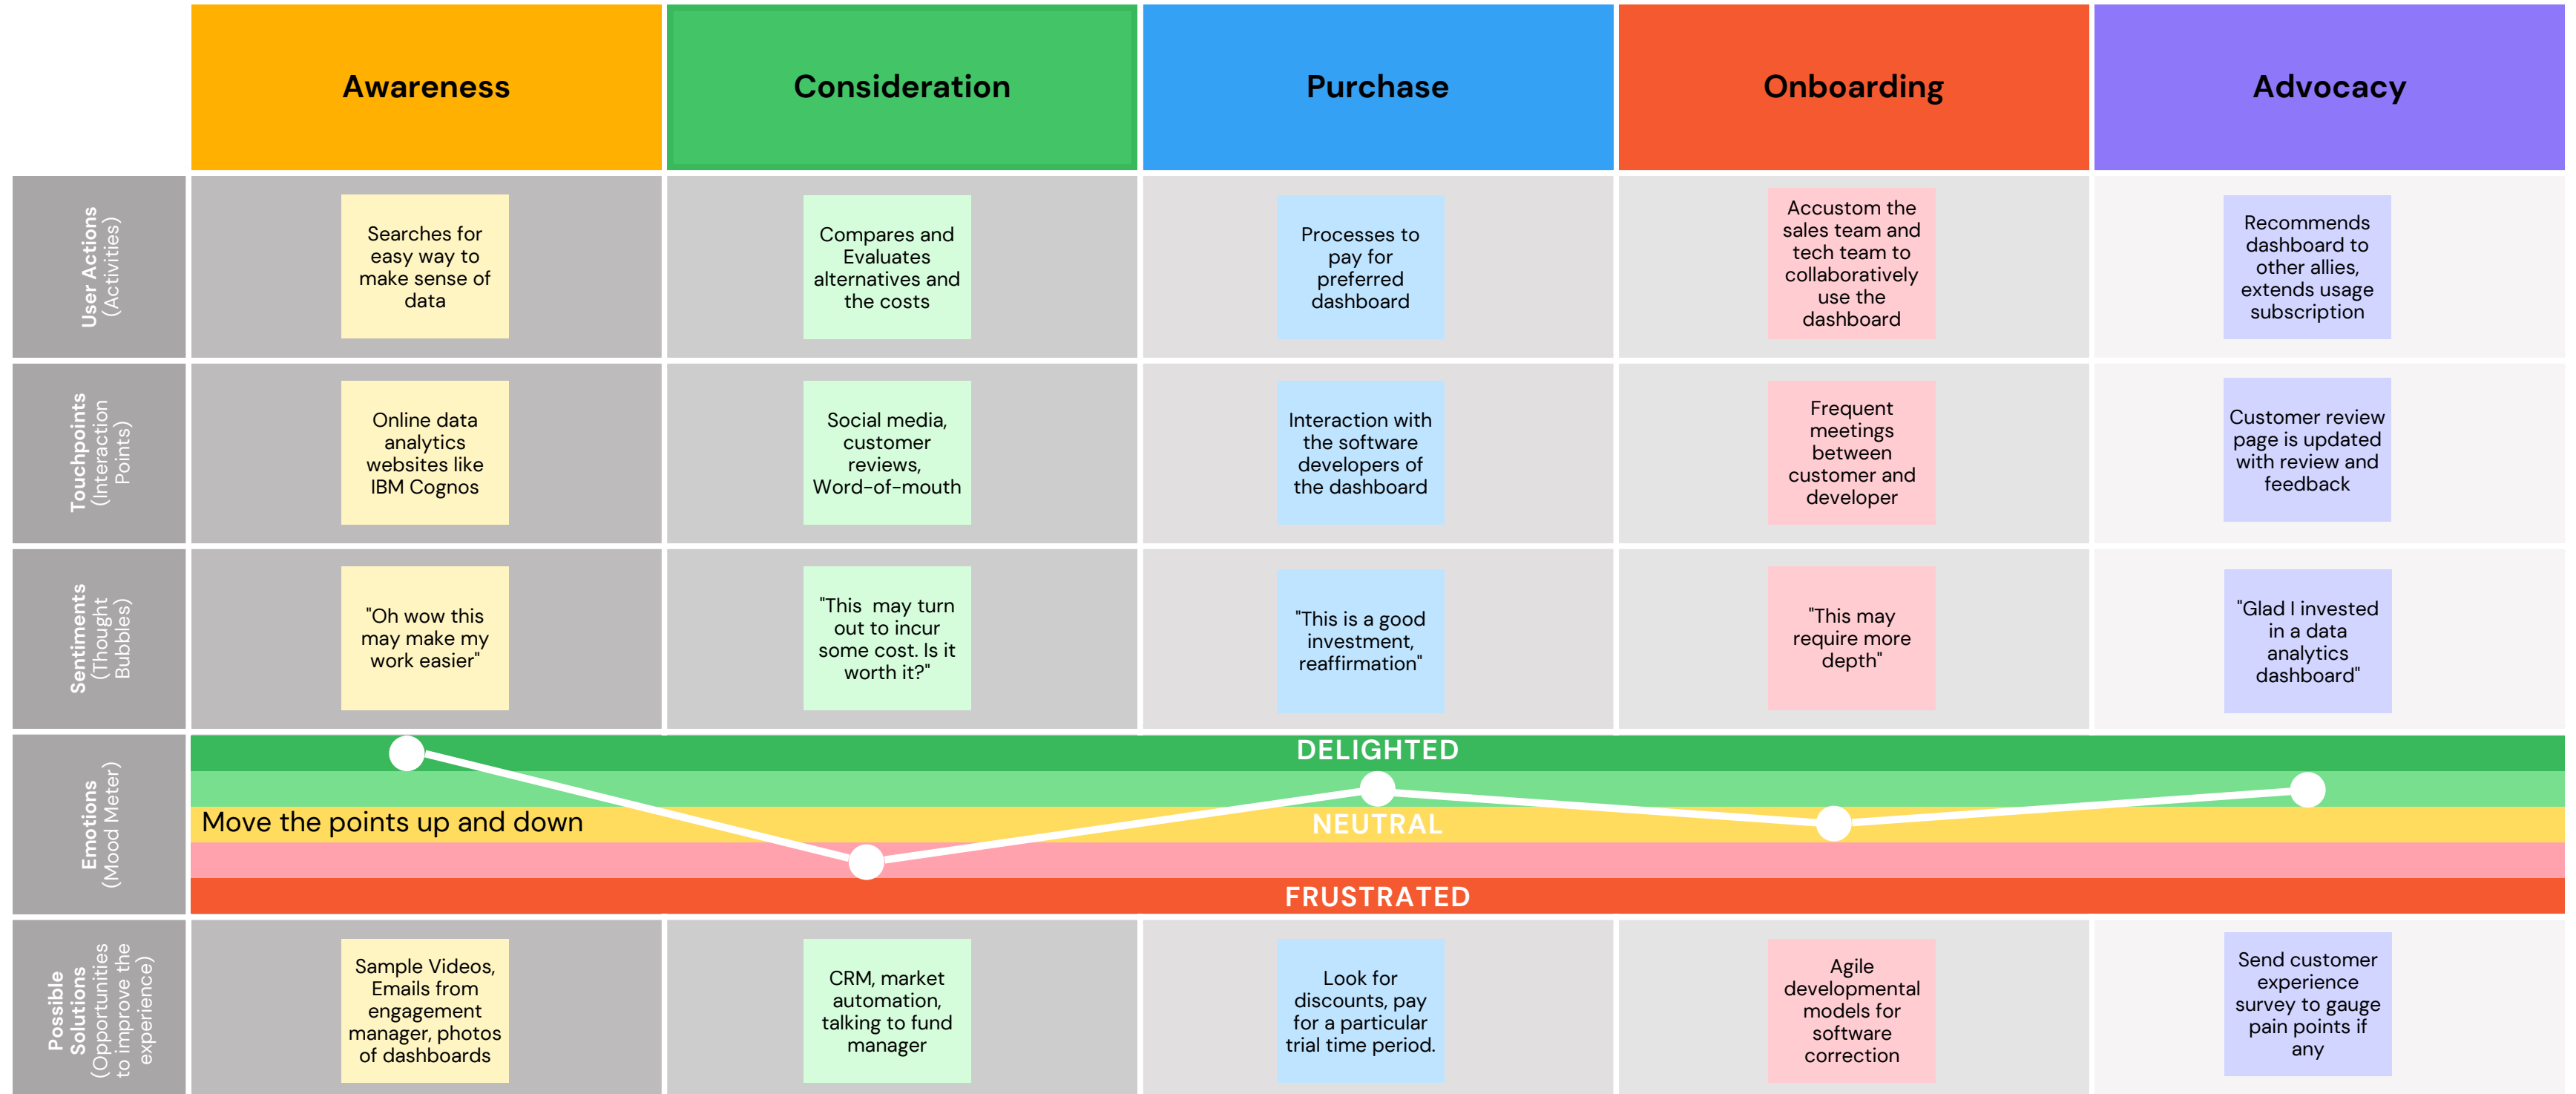 Awareness
Consideration
Purchase
Onboarding
Advocacy
User Actions
(Activities)
Searches for
easy way to
make sense of
data
Compares and
Evaluates
alternatives and
the costs
Processes to
pay for
preferred
dashboard
Accustom the
sales team and
tech team to
collaboratively
use the
dashboard
Recommends
dashboard to
other allies,
extends usage
subscription
Touchpoints
(Interaction
Points)
Online data
analytics
websites like
IBM Cognos
Social media,
customer
reviews,
Word-of-mouth
Interaction with
the software
developers of
the dashboard
Frequent
meetings
between
customer and
developer
Customer review
page is updated
with review and
feedback
Sentiments
(Thought
Bubbles)
"Oh wow this
may make my
work easier"
"This  may turn
out to incur
some cost. Is it
worth it?"
"This is a good
investment,
reaffirmation"
"This may
require more
depth"
"Glad I invested
in a data
analytics
dashboard"
Emotions
(Mood Meter)
DELIGHTED
Move the points up and down
NEUTRAL
FRUSTRATED
Possible
Solutions
(Opportunities
to improve the
experience)
Sample Videos,
Emails from
engagement
manager, photos
of dashboards
CRM, market
automation,
talking to fund
manager
Look for
discounts, pay
for a particular
trial time period.
Agile
developmental
models for
software
correction
Send customer
experience
survey to gauge
pain points if
any